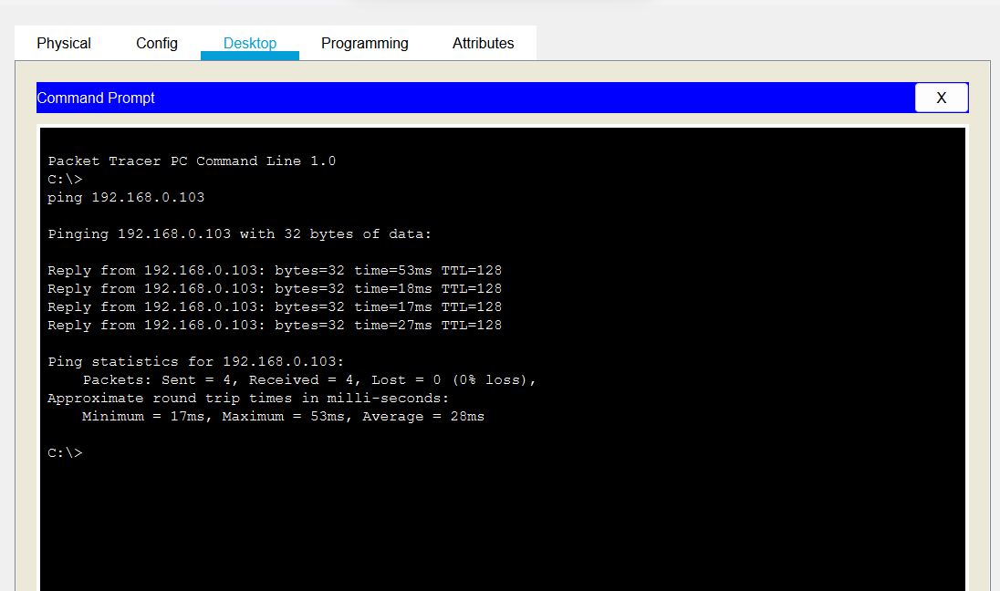 Physical Config Desktop Programming Attributes
Command Prompt X
Packet Tracer PC Command Line 1.0
C:\>
ping 192.168.0.103
Pinging 192.168.0.103 with 32 bytes of data:
Reply from 192.168.0.103: bytes=32 time=53ms TTL=128
Reply from 192.168.0.103: bytes=32 time=18ms TTL=128
Reply from 192.168.0.103: bytes=32 time=17ms TTL=128
Reply from 192.168.0.103: bytes=32 time=27ms TTL=128
Ping statistics for 192.168.0.103:
Packets: Sent = 4, Received = 4, Lost = 0 (0% loss),
Approximate round trip times in milli-seconds:
Minimum = 17ms, Maximum = 53ms, Average = 28ms
C:\>